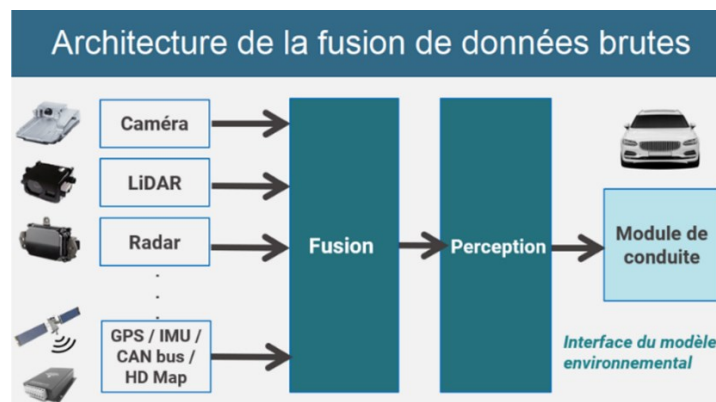 Architecture de la fusion de données brutes
Caméra
LiDAR
Radar
GPS / IMU /
CAN bus /
HD Map
Fusion
Perception
Module de
conduite
Interface du modèle
environnemental